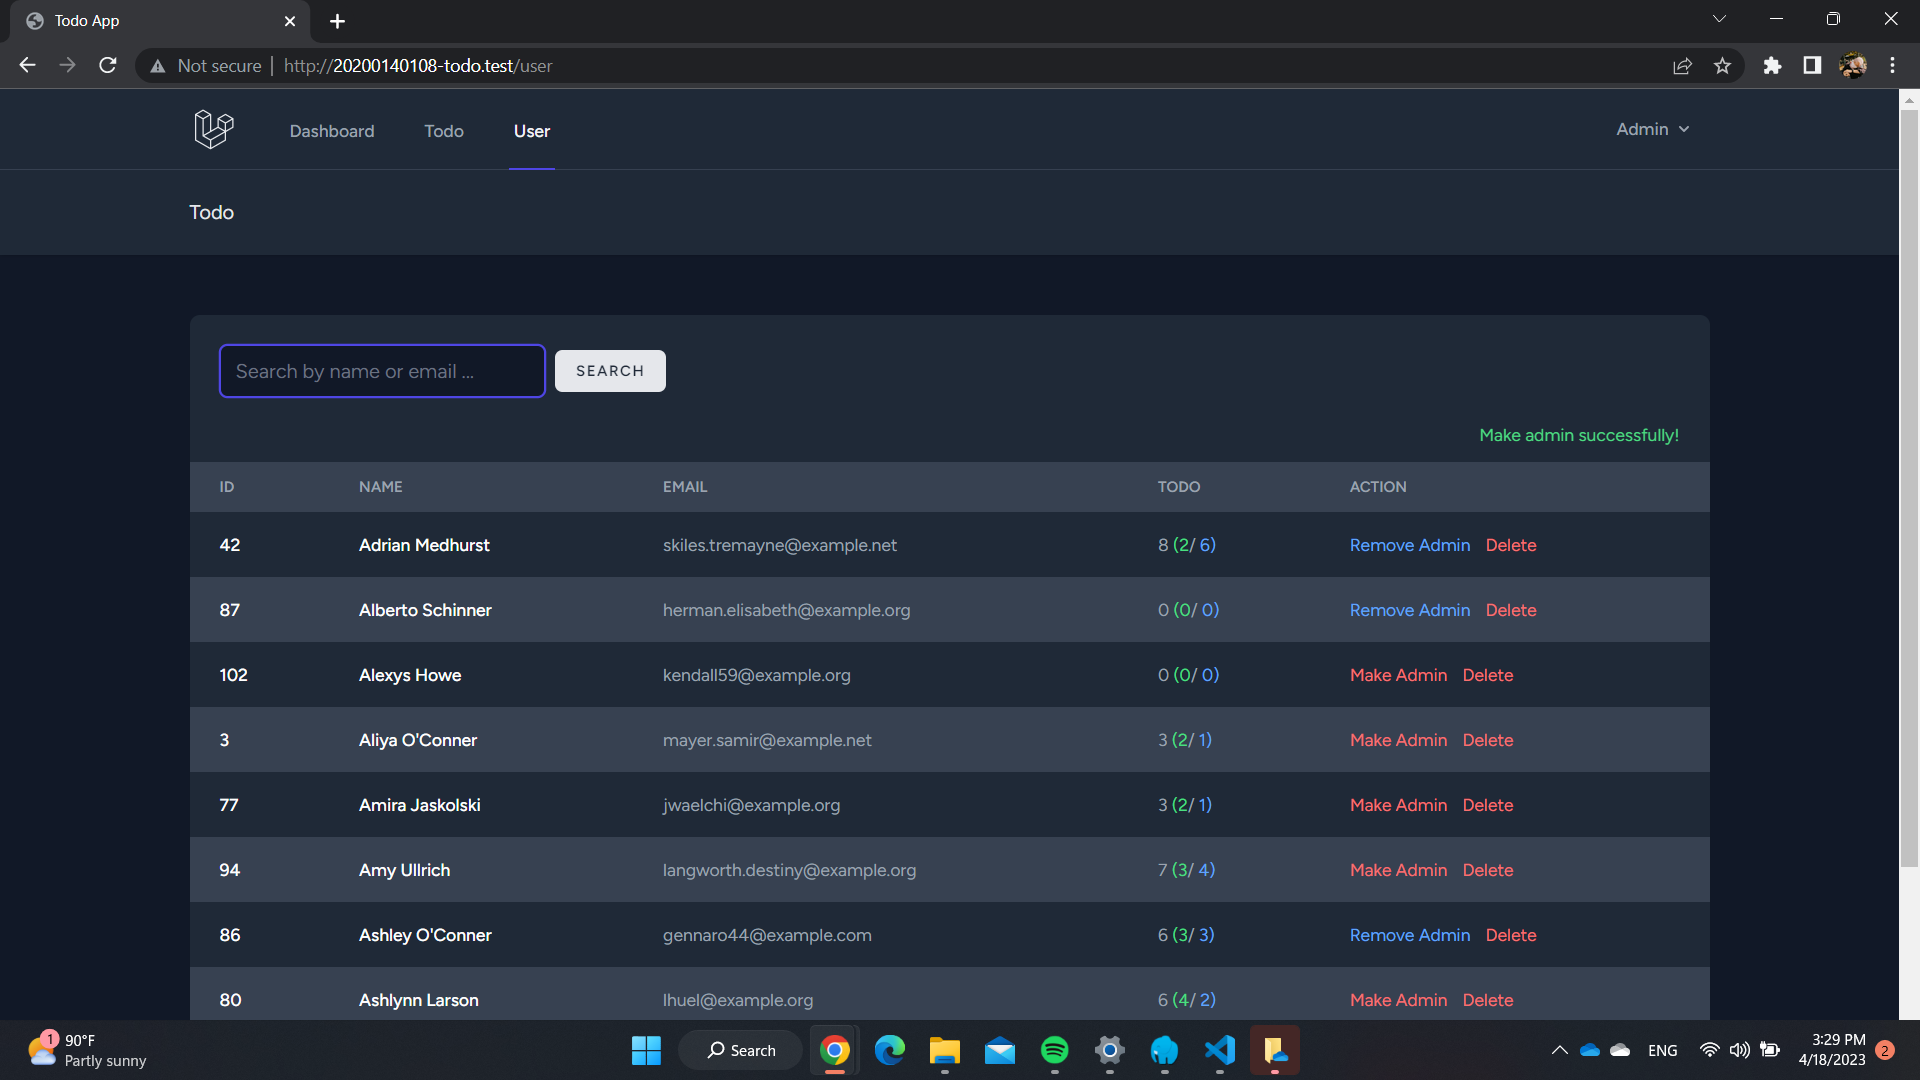 Todo App
Not secure | http://20200140108-todo.test/user
Dashboard Todo User Admin
Todo
Search by name or email ... SEARCH
Make admin successfully!
ID NAME EMAIL TODO ACTION
42 Adrian Medhurst skiles.tremayne@example.net 8 (2/ 6) Remove Admin Delete
87 Alberto Schinner herman.elisabeth@example.org 0 (0/ 0) Remove Admin Delete
102 Alexys Howe kendall59@example.org 0 (0/ 0) Make Admin Delete
3 Aliya O'Conner mayer.samir@example.net 3 (2/ 1) Make Admin Delete
77 Amira Jaskolski jwaelchi@example.org 3 (2/ 1) Make Admin Delete
94 Amy Ullrich langworth.destiny@example.org 7 (3/ 4) Make Admin Delete
86 Ashley O'Conner gennaro44@example.com 6 (3/ 3) Remove Admin Delete
80 Ashlynn Larson lhuel@example.org 6 (4/ 2) Make Admin Delete
1 90°F
Partly sunny
Search
ENG
3:29 PM
4/18/2023
2